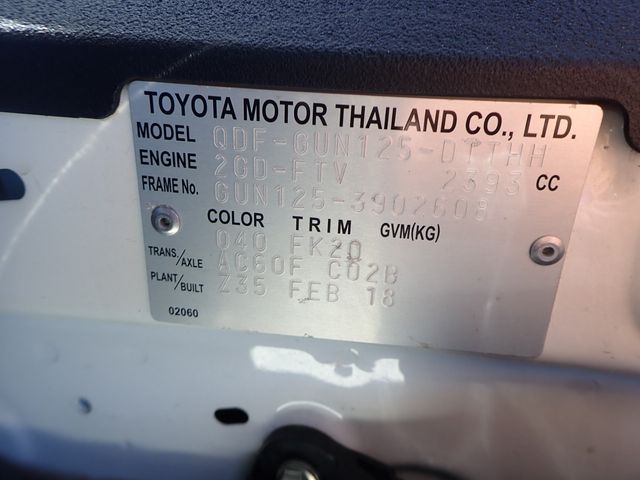 TOYOTA MOTOR THAILAND CO., LTD.
MODEL QDF-GUN125-DTTHH
ENGINE 2GD-FTV 2393 CC
FRAME No. GUN125-3902608
COLOR TRIM GVM(KG)
040 FK20
TRANS./AXLE AC60F C02B
PLANT/BUILT Z35 FEB 18
02060